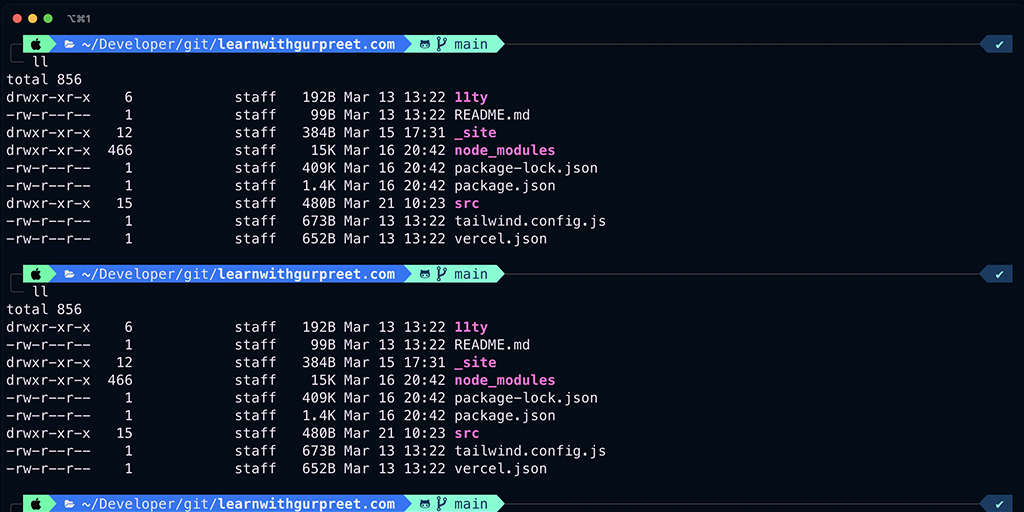 ⌥⌘1
~/Developer/git/learnwithgurpreet.com main ✔
ll
total 856
drwxr-xr-x 6 staff 192B Mar 13 13:22 11ty
-rw-r--r-- 1 staff 99B Mar 13 13:22 README.md
drwxr-xr-x 12 staff 384B Mar 15 17:31 _site
drwxr-xr-x 466 staff 15K Mar 16 20:42 node_modules
-rw-r--r-- 1 staff 409K Mar 16 20:42 package-lock.json
-rw-r--r-- 1 staff 1.4K Mar 16 20:42 package.json
drwxr-xr-x 15 staff 480B Mar 21 10:23 src
-rw-r--r-- 1 staff 673B Mar 13 13:22 tailwind.config.js
-rw-r--r-- 1 staff 652B Mar 13 13:22 vercel.json
~/Developer/git/learnwithgurpreet.com main ✔
ll
total 856
drwxr-xr-x 6 staff 192B Mar 13 13:22 11ty
-rw-r--r-- 1 staff 99B Mar 13 13:22 README.md
drwxr-xr-x 12 staff 384B Mar 15 17:31 _site
drwxr-xr-x 466 staff 15K Mar 16 20:42 node_modules
-rw-r--r-- 1 staff 409K Mar 16 20:42 package-lock.json
-rw-r--r-- 1 staff 1.4K Mar 16 20:42 package.json
drwxr-xr-x 15 staff 480B Mar 21 10:23 src
-rw-r--r-- 1 staff 673B Mar 13 13:22 tailwind.config.js
-rw-r--r-- 1 staff 652B Mar 13 13:22 vercel.json
~/Developer/git/learnwithgurpreet.com main ✔